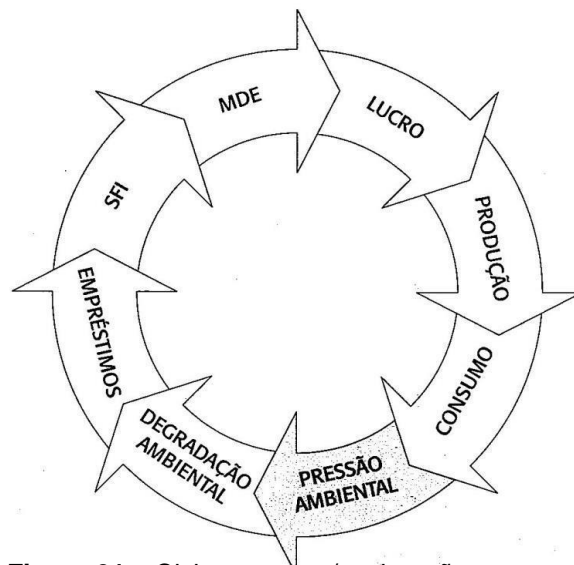 MDE
LUCRO
PRODUÇÃO
CONSUMO
PRESSÃO
AMBIENTAL
DEGRADAÇÃO
AMBIENTAL
EMPRÉSTIMOS
SFI